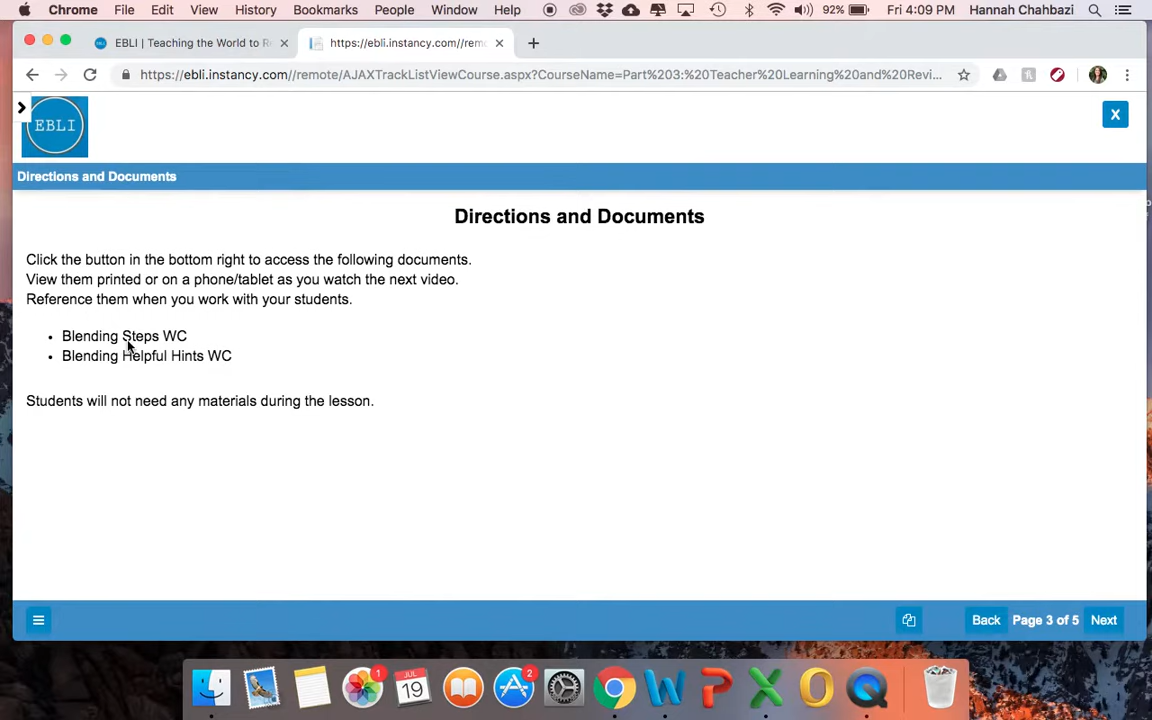 Chrome File Edit View History Bookmarks People Window Help 92% Fri 4:09 PM Hannah Chahbazi
EBLI | Teaching the World to R
https://ebli.instancy.com//rem
https://ebli.instancy.com//remote/AJAXTrackListViewCourse.aspx?CourseName=Part%203:%20Teacher%20Learning%20and%20Revi...
EBLI
X
Directions and Documents
Directions and Documents
Click the button in the bottom right to access the following documents.
View them printed or on a phone/tablet as you watch the next video.
Reference them when you work with your students.
• Blending Steps WC
• Blending Helpful Hints WC
Students will not need any materials during the lesson.
Back Page 3 of 5 Next
1
JUL
19
2